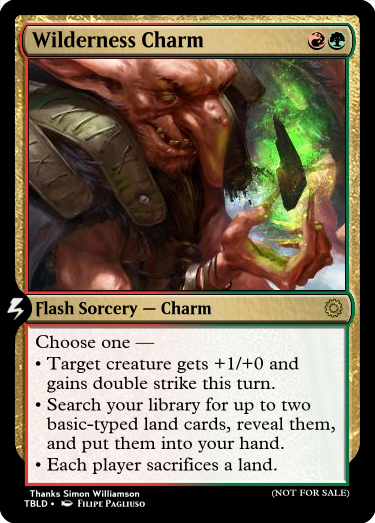 Wilderness Charm
Flash Sorcery — Charm
Choose one —
• Target creature gets +1/+0 and
gains double strike this turn.
• Search your library for up to two
basic-typed land cards, reveal them,
and put them into your hand.
• Each player sacrifices a land.
Thanks Simon Williamson
(NOT FOR SALE)
TBLD • Filipe Pagliuso